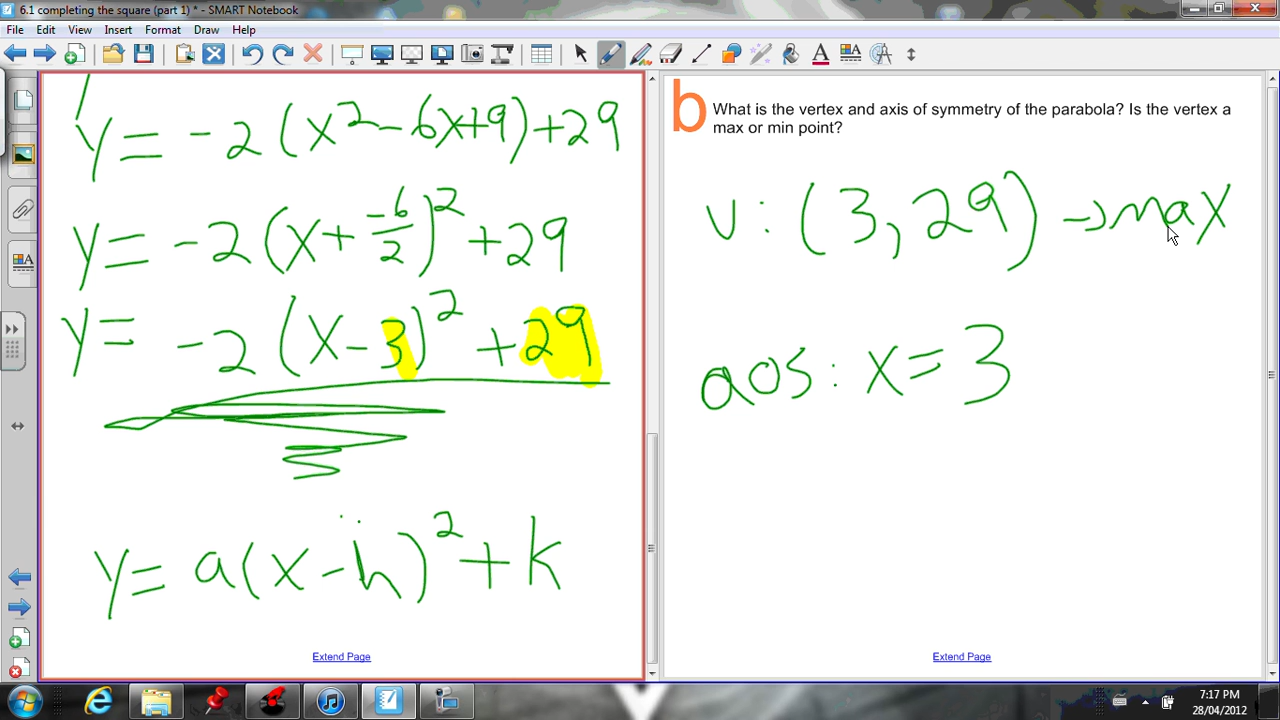 6.1 completing the square (part 1) * - SMART Notebook
File Edit View Insert Format Draw Help
y = -2(x² - 6x+9)+29
y = -2(x + -6/2)² +29
y = -2(x - 3)² +29
y = a(x - h)² + k
Extend Page
b What is the vertex and axis of symmetry of the parabola? Is the vertex a
max or min point?
v: (3, 29) → max
aos: x = 3
Extend Page
7:17 PM
28/04/2012